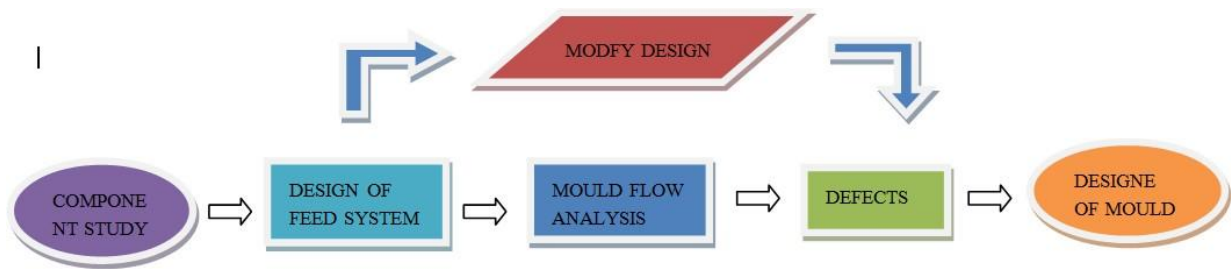 MODFY DESIGN
COMPONE
NT STUDY
DESIGN OF
FEED SYSTEM
MOULD FLOW
ANALYSIS
DEFECTS
DESIGNE
OF MOULD